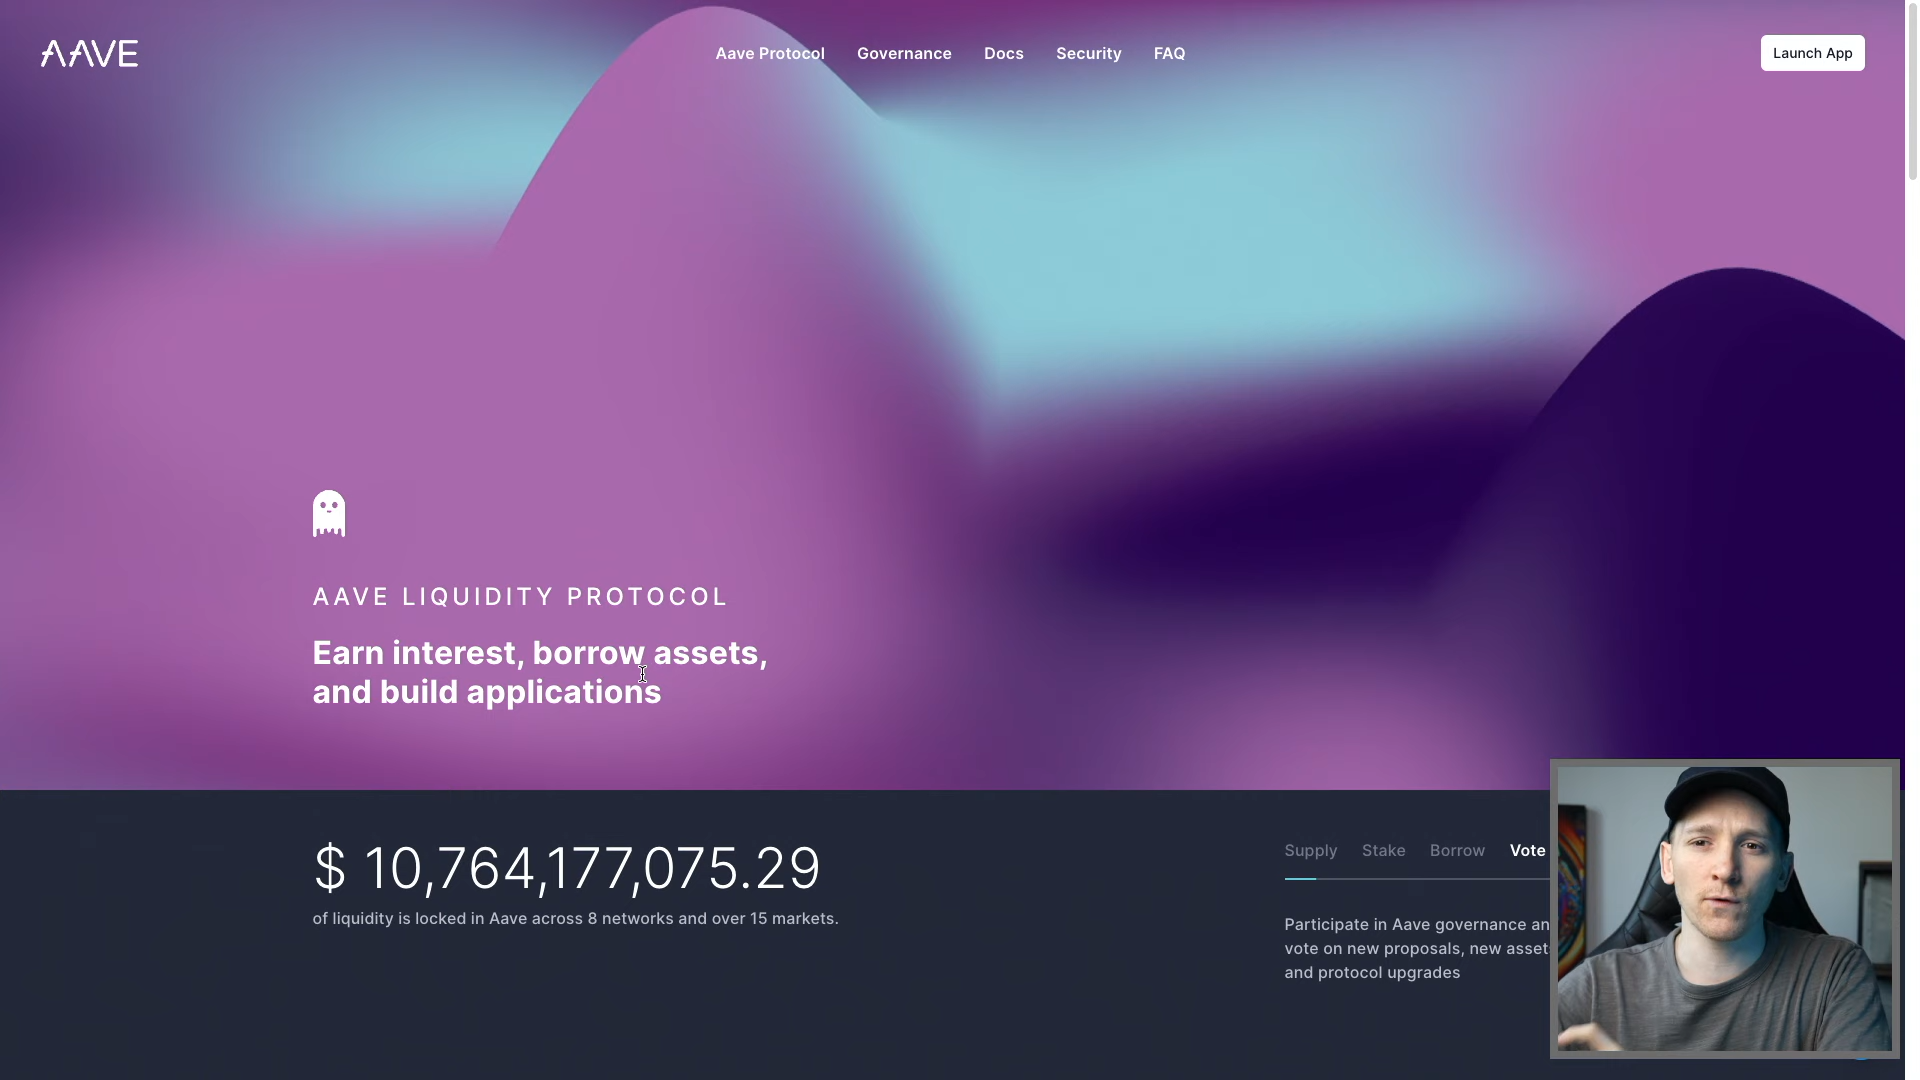 AAVE
Aave Protocol
Governance
Docs
Security
FAQ
Launch App
AAVE LIQUIDITY PROTOCOL
Earn interest, borrow assets,
and build applications
$ 10,764,177,075.29
of liquidity is locked in Aave across 8 networks and over 15 markets.
Supply
Stake
Borrow
Vote
Participate in Aave governance an
vote on new proposals, new asset
and protocol upgrades